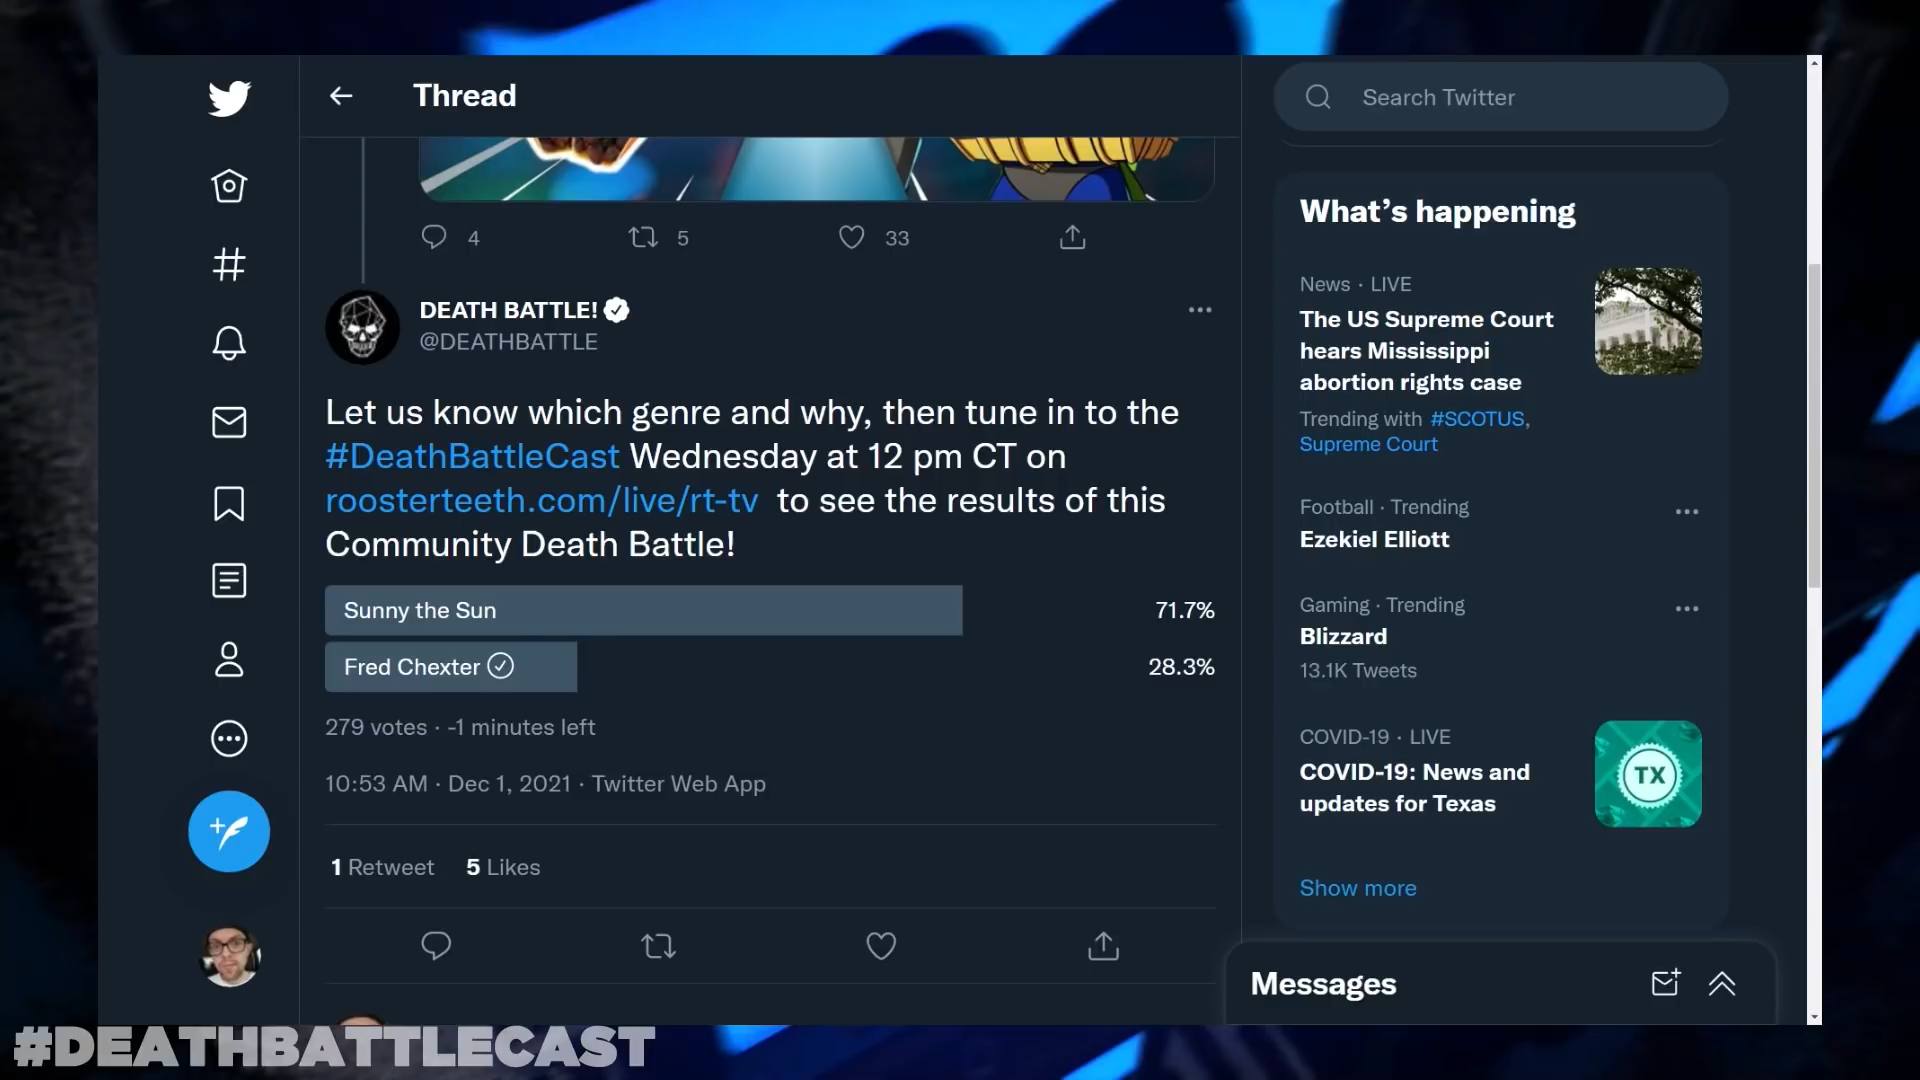 Thread
Search Twitter
4
5
33
DEATH BATTLE!
@DEATHBATTLE
Let us know which genre and why, then tune in to the
#DeathBattleCast Wednesday at 12 pm CT on
roosterteeth.com/live/rt-tv to see the results of this
Community Death Battle!
Sunny the Sun 71.7%
Fred Chexter 28.3%
279 votes · -1 minutes left
10:53 AM · Dec 1, 2021 · Twitter Web App
1 Retweet 5 Likes
What’s happening
News · LIVE
The US Supreme Court
hears Mississippi
abortion rights case
Trending with #SCOTUS,
Supreme Court
Football · Trending
Ezekiel Elliott
Gaming · Trending
Blizzard
13.1K Tweets
COVID-19 · LIVE
COVID-19: News and
updates for Texas
TX
Show more
Messages
#DEATHBATTLECAST